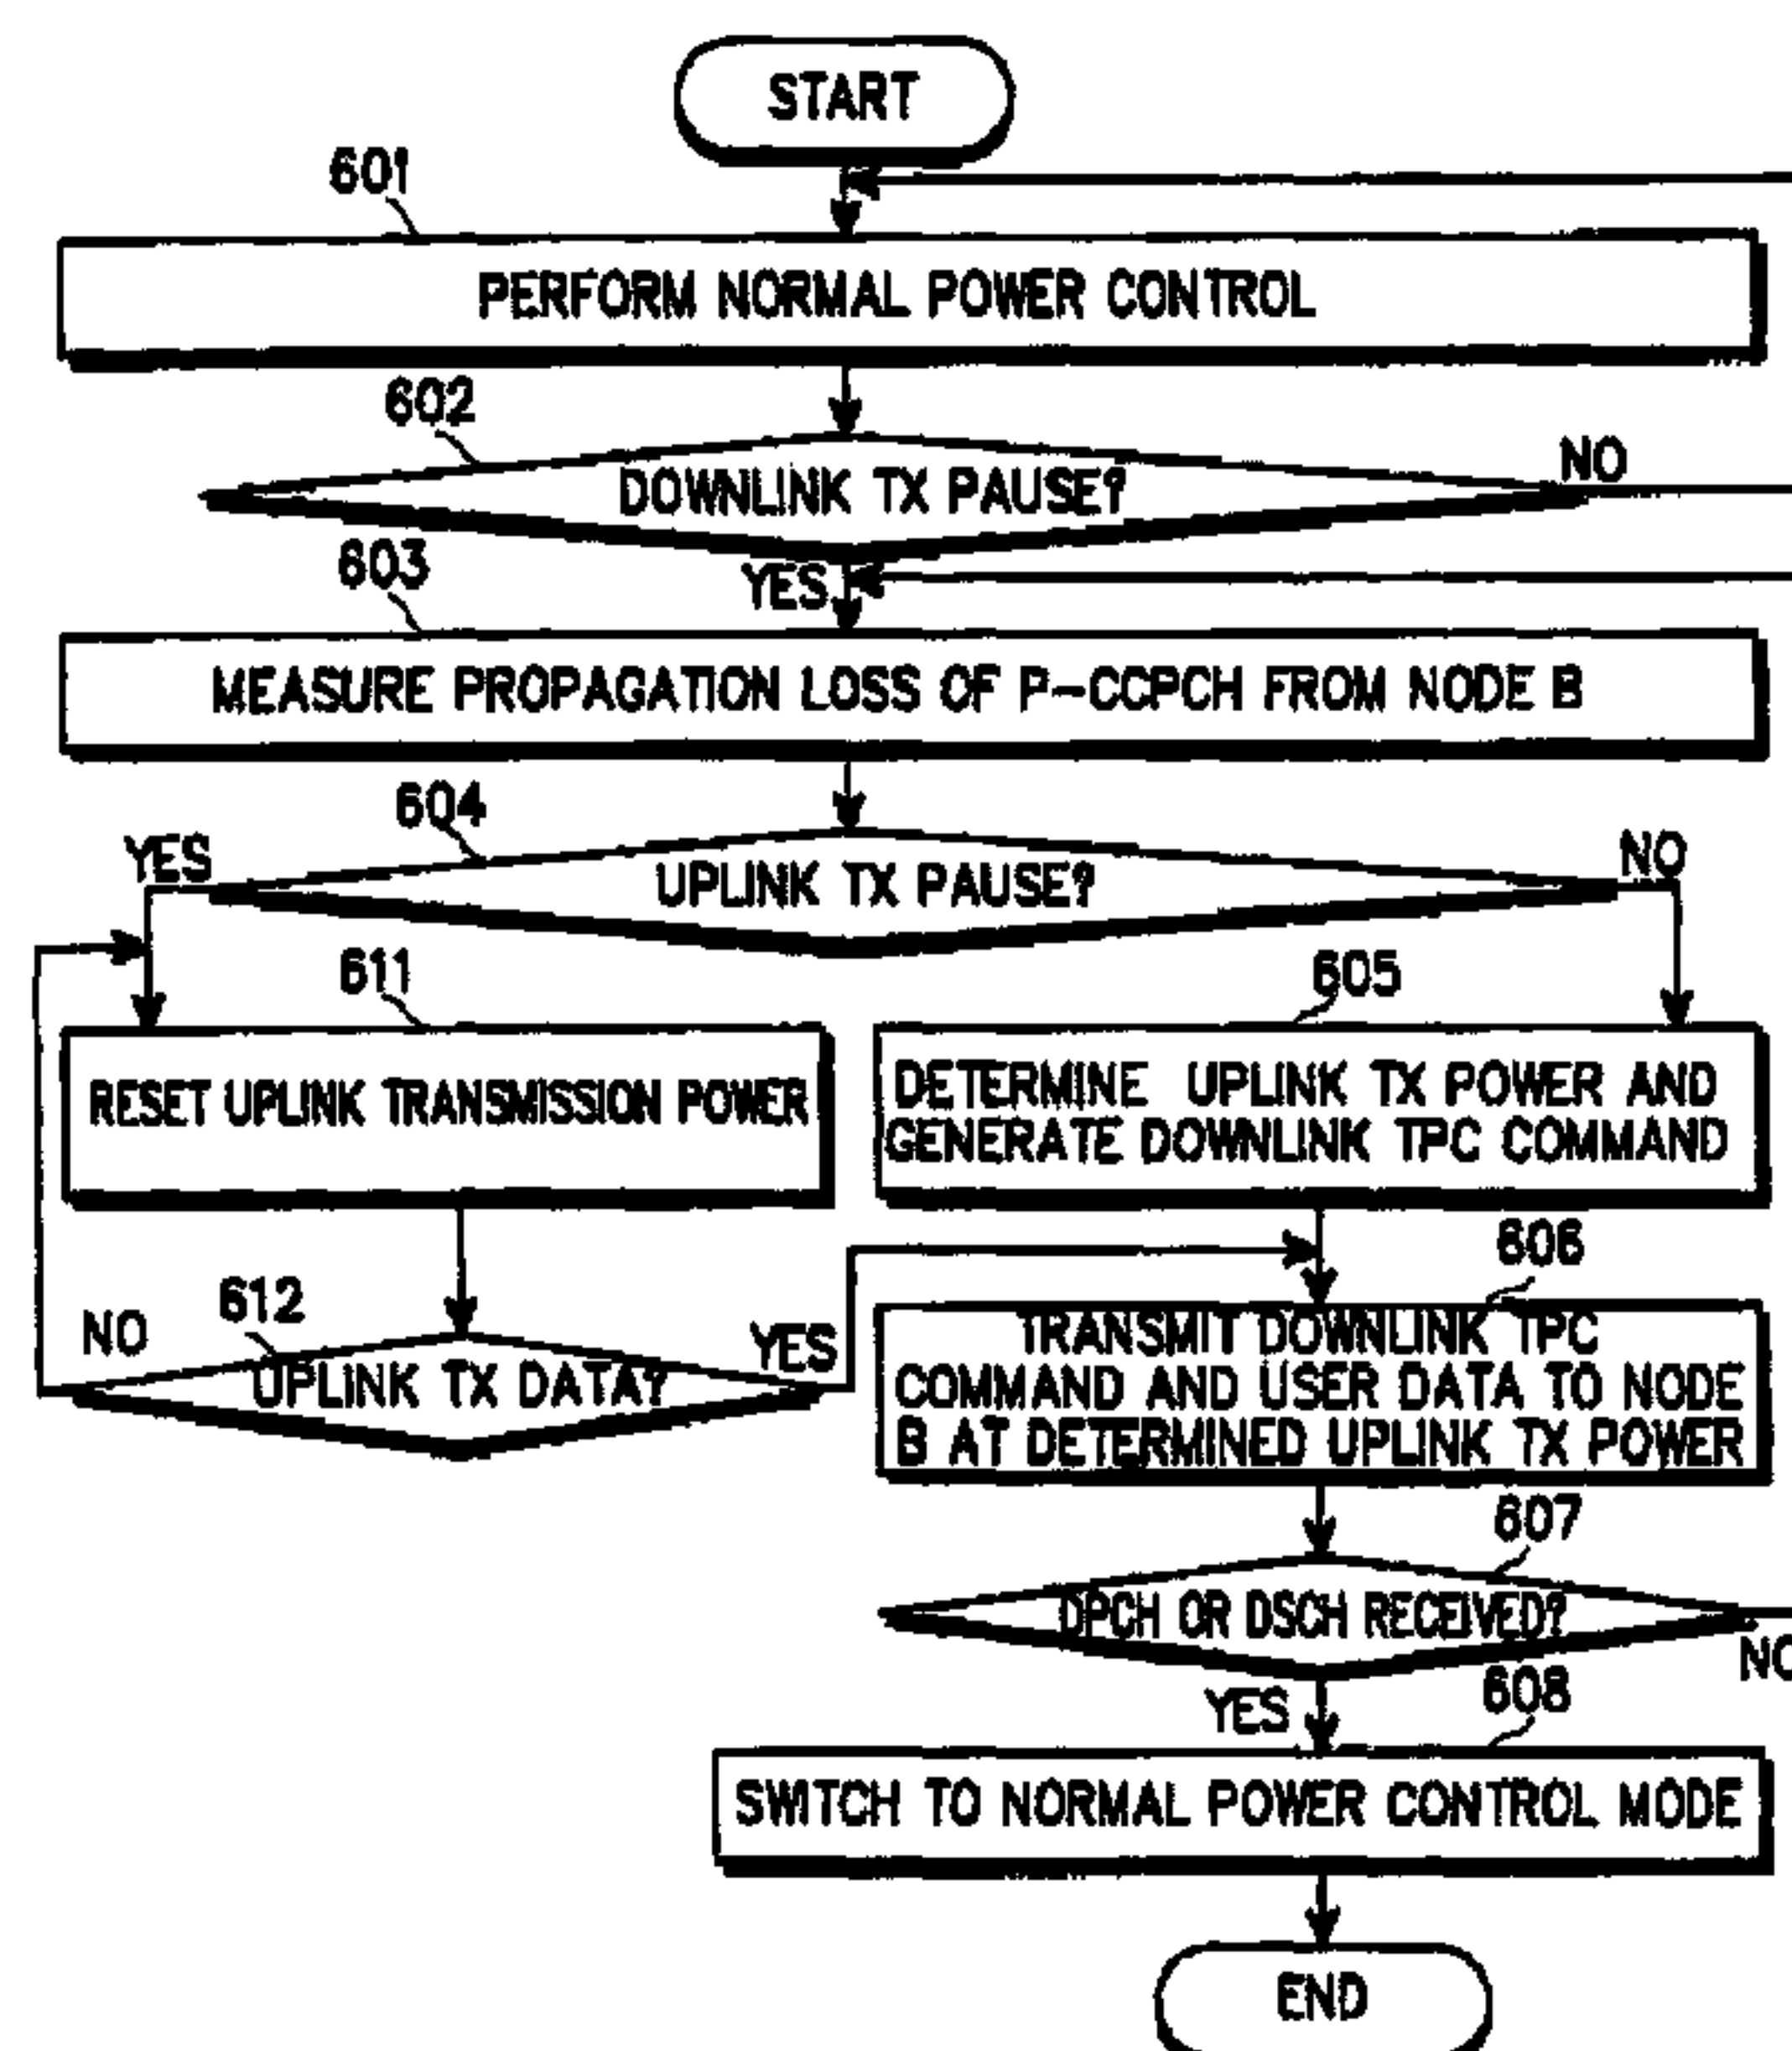 START
601
PERFORM NORMAL POWER CONTROL
602
DOWNLINK TX PAUSE?
NO
603
YES
MEASURE PROPAGATION LOSS OF P-CCPCH FROM NODE B
604
YES
UPLINK TX PAUSE?
NO
611
605
RESET UPLINK TRANSMISSION POWER
DETERMINE UPLINK TX POWER AND
GENERATE DOWNLINK TPC COMMAND
606
612
NO
YES
UPLINK TX DATA?
TRANSMIT DOWNLINK TPC
COMMAND AND USER DATA TO NODE
B AT DETERMINED UPLINK TX POWER
607
DPCH OR DSCH RECEIVED?
NO
YES
608
SWITCH TO NORMAL POWER CONTROL MODE
END